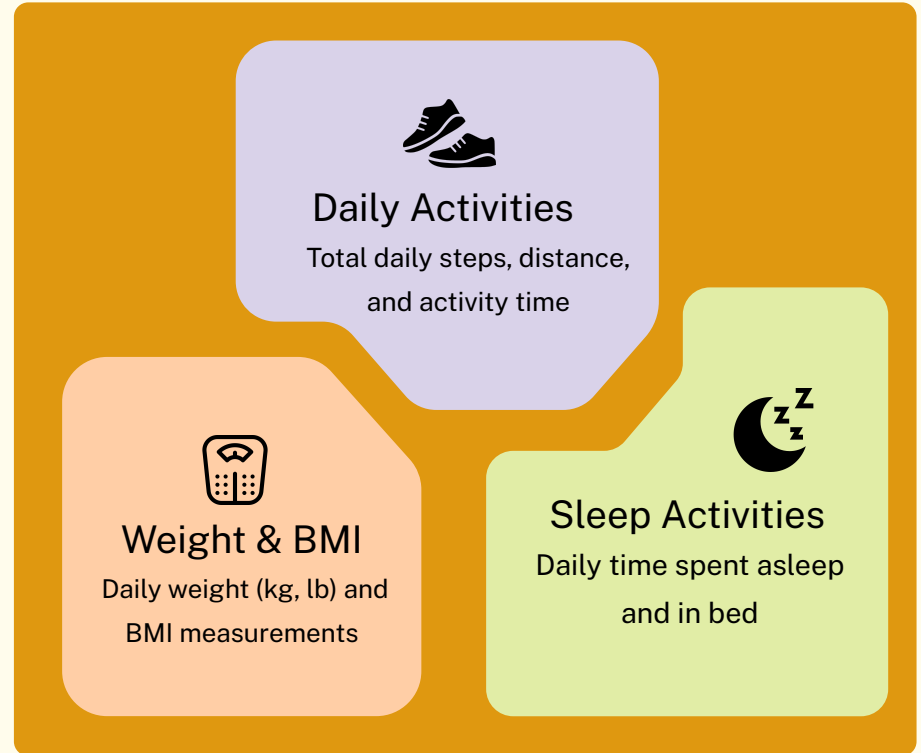 Daily Activities
Total daily steps, distance,
and activity time
Weight & BMI
Daily weight (kg, lb) and
BMI measurements
z z
z
Sleep Activities
Daily time spent asleep
and in bed